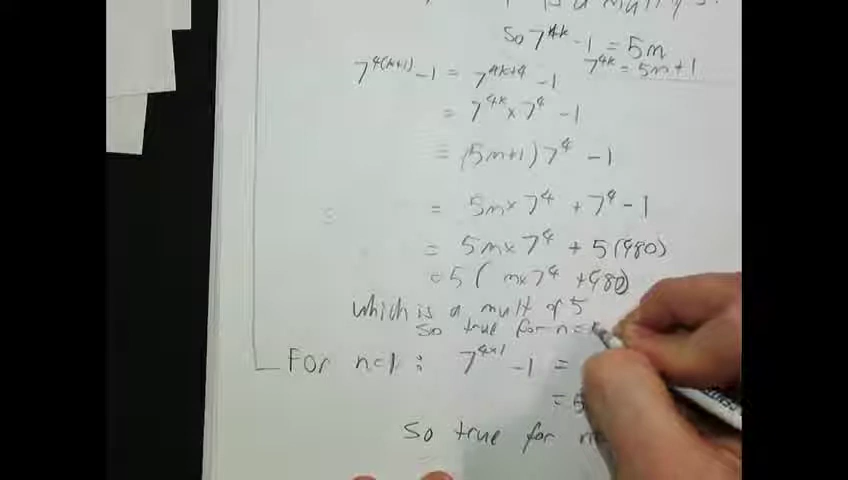 is a mult 5.
So 7^4k - 1 = 5m
7^4k = 5m + 1
7^4(k+1) - 1 = 7^4k+4 - 1
= 7^4k × 7^4 - 1
= (5m+1) 7^4 - 1
= 5m × 7^4 + 7^4 - 1
= 5m × 7^4 + 5(480)
= 5 ( m × 7^4 + 480)
which is a mult of 5
So true for n=k
For n=1 : 7^4×1 - 1 =
=
So true for